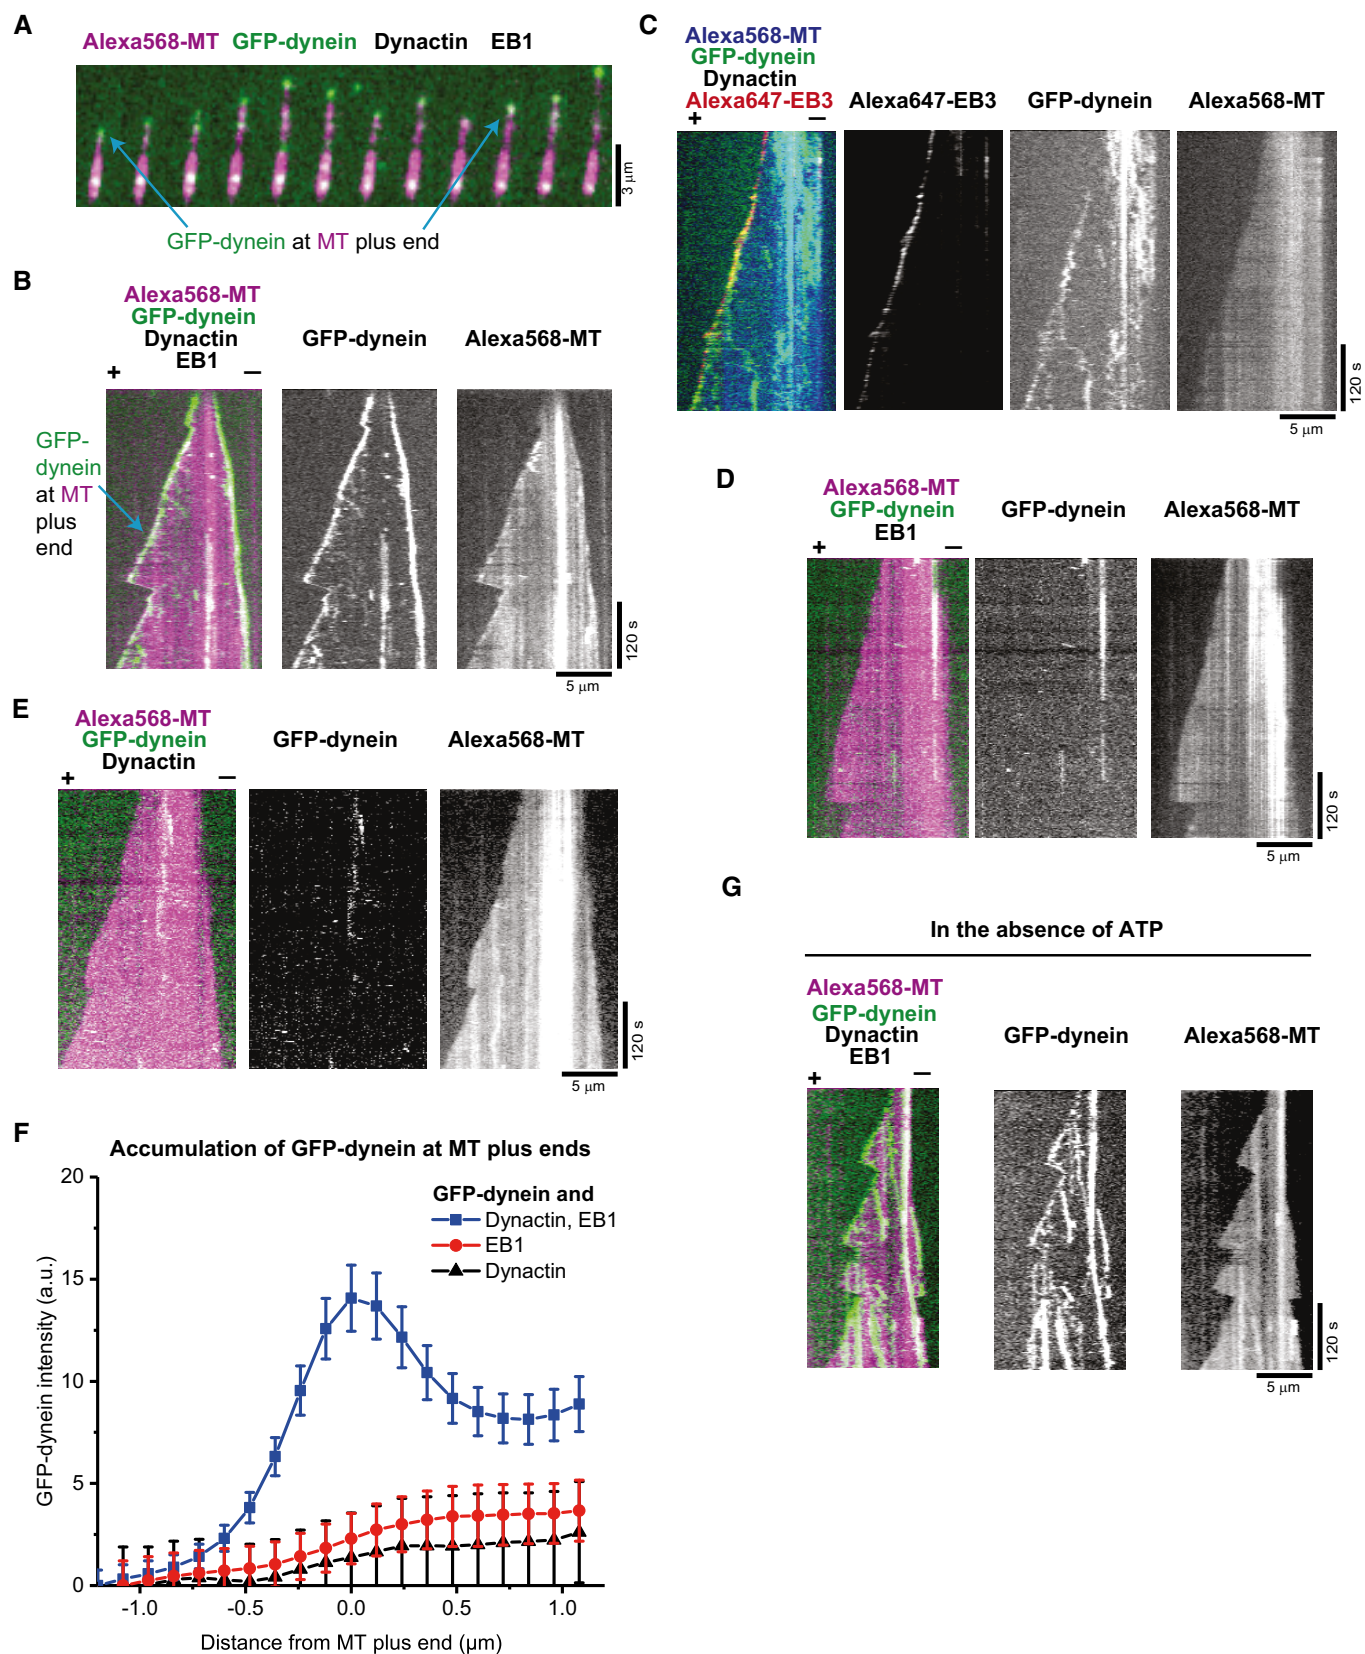 A
Alexa568-MT GFP-dynein Dynactin EB1
3 μm
GFP-dynein at MT plus end
B
Alexa568-MT
GFP-dynein
Dynactin
EB1
+ –
GFP-dynein
Alexa568-MT
GFP-
dynein
at MT
plus
end
120 s
5 μm
C
Alexa568-MT
GFP-dynein
Dynactin
Alexa647-EB3
+ –
Alexa647-EB3
GFP-dynein
Alexa568-MT
120 s
5 μm
D
Alexa568-MT
GFP-dynein
EB1
+ –
GFP-dynein
Alexa568-MT
120 s
5 μm
E
Alexa568-MT
GFP-dynein
Dynactin
+ –
GFP-dynein
Alexa568-MT
120 s
5 μm
F
Accumulation of GFP-dynein at MT plus ends
GFP-dynein and
Dynactin, EB1
EB1
Dynactin
GFP-dynein intensity (a.u.)
20
15
10
5
0
-1.0 -0.5 0.0 0.5 1.0
Distance from MT plus end (μm)
G
In the absence of ATP
Alexa568-MT
GFP-dynein
Dynactin
EB1
+ –
GFP-dynein
Alexa568-MT
120 s
5 μm